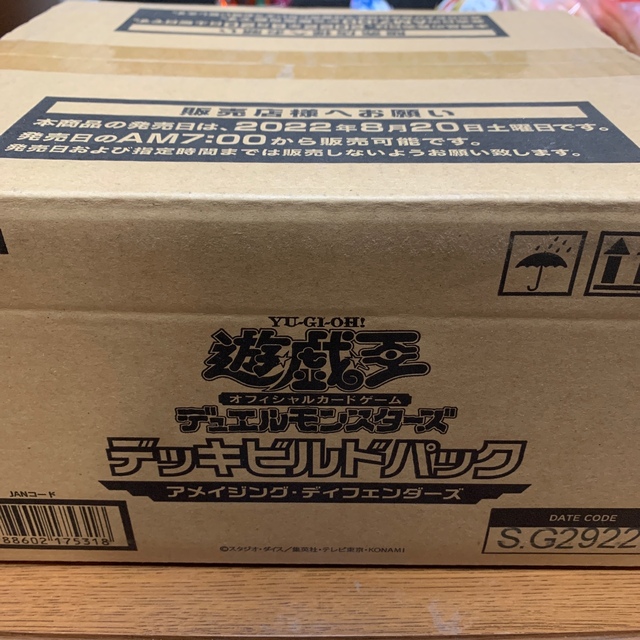 販売店様へお願い
本商品の発売日は、2022年8月20日土曜日です。
発売日のAM7:00から販売可能です。
発売日および指定時間までは販売しないようお願い致します。
YU-GI-OH!
遊戯王
オフィシャルカードゲーム
デュエルモンスターズ
デッキビルドパック
アメイジング・ディフェンダーズ
JANコード
88602 175318
©スタジオ・ダイス/集英社・テレビ東京・KONAMI
DATE CODE
S.G2922